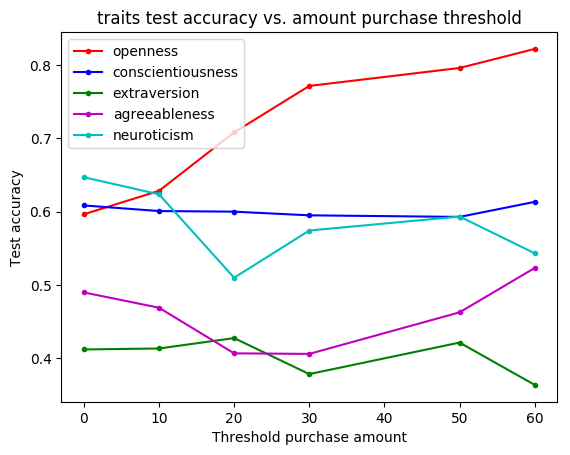 traits test accuracy vs. amount purchase threshold
openness
conscientiousness
extraversion
agreeableness
neuroticism
0.8
0.7
0.6
0.5
0.4
Test accuracy
0 10 20 30 40 50 60
Threshold purchase amount